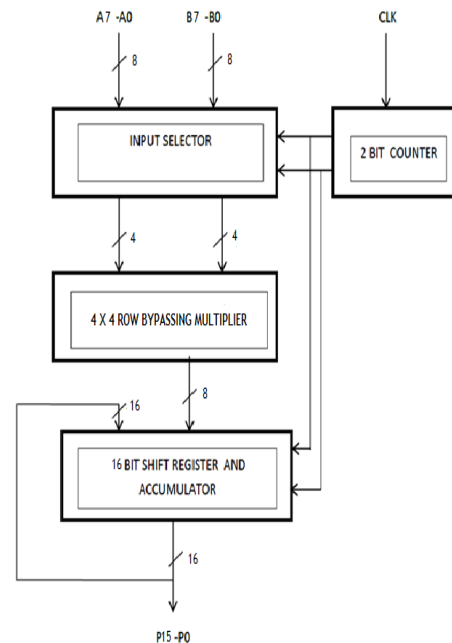 A7 -A0 B7 -B0 CLK
8 8
INPUT SELECTOR
2 BIT COUNTER
4 4
4 X 4 ROW BYPASSING MULTIPLIER
16 8
16 BIT SHIFT REGISTER AND
ACCUMULATOR
16
P15 -P0